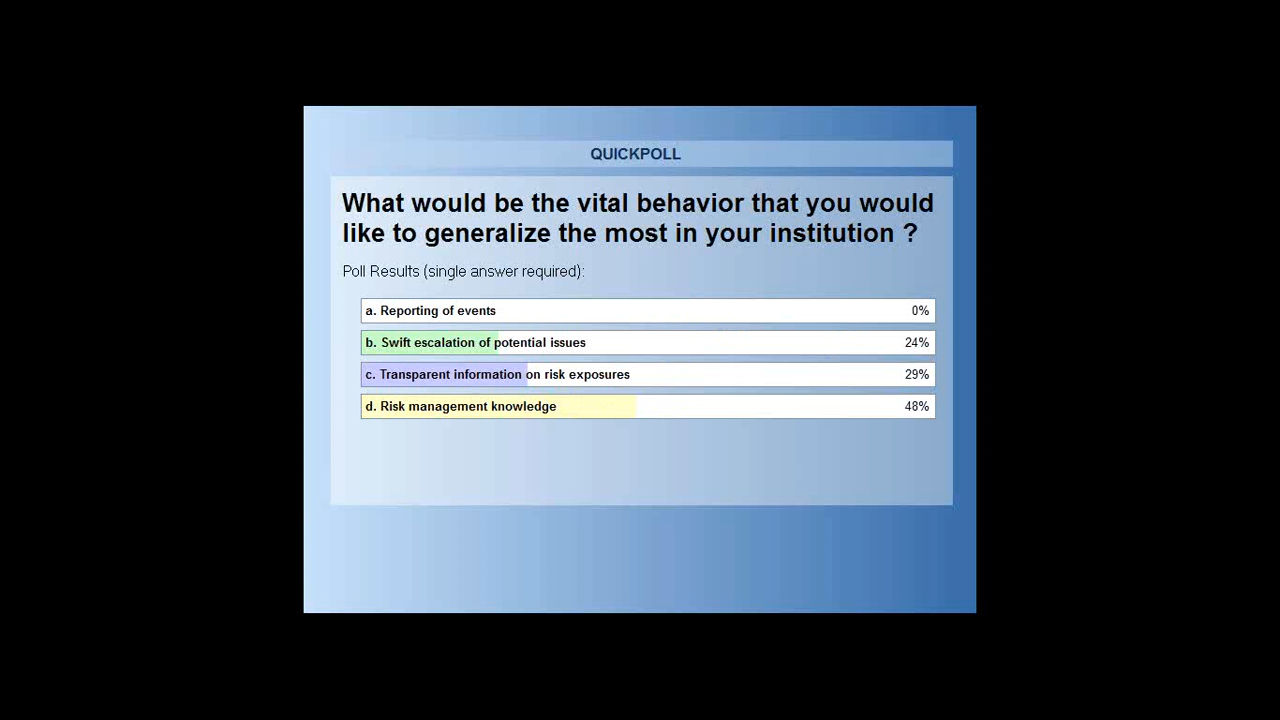 QUICKPOLL
What would be the vital behavior that you would
like to generalize the most in your institution ?
Poll Results (single answer required):
a. Reporting of events 0%
b. Swift escalation of potential issues 24%
c. Transparent information on risk exposures 29%
d. Risk management knowledge 48%